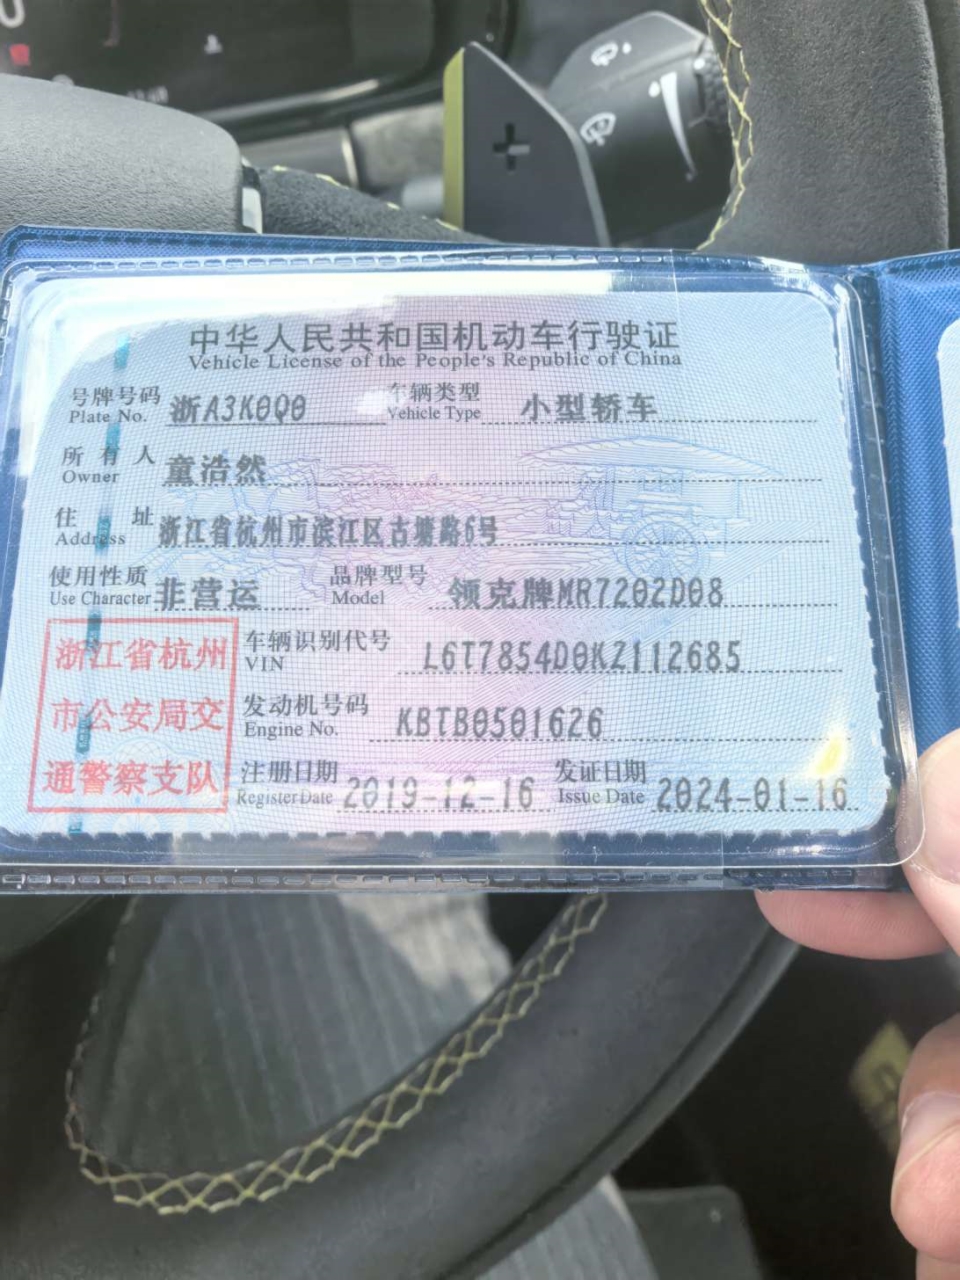 中华人民共和国机动车行驶证
Vehicle License of the People's Republic of China
号牌号码 浙A3K0Q0 车辆类型 小型轿车
Plate No. Vehicle Type
所有人 童浩然
Owner
住址 浙江省杭州市滨江区古塘路6号
Address
使用性质 非营运 品牌型号 领克牌MR7202D08
Use Character Model
浙江省杭州
市公安局交
通警察支队
车辆识别代号 L6T7854D0KZ112685
VIN
发动机号码 KBTB0501626
Engine No.
注册日期 2019-12-16 发证日期 2024-01-16
Register Date Issue Date